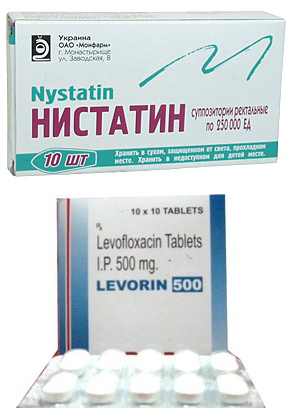 Украина
ОАО «Монфарм»
г. Монастырище
ул. Заводская, 8
Nystatin
НИСТАТИН
суппозитории ректальные
по 250 000 ЕД
10 шт
Хранить в сухом, защищенном от света, прохладном
месте. Хранить в недоступном для детей месте.
10 x 10 TABLETS
Rx
Levofloxacin Tablets
I.P. 500 mg.
LEVORIN 500